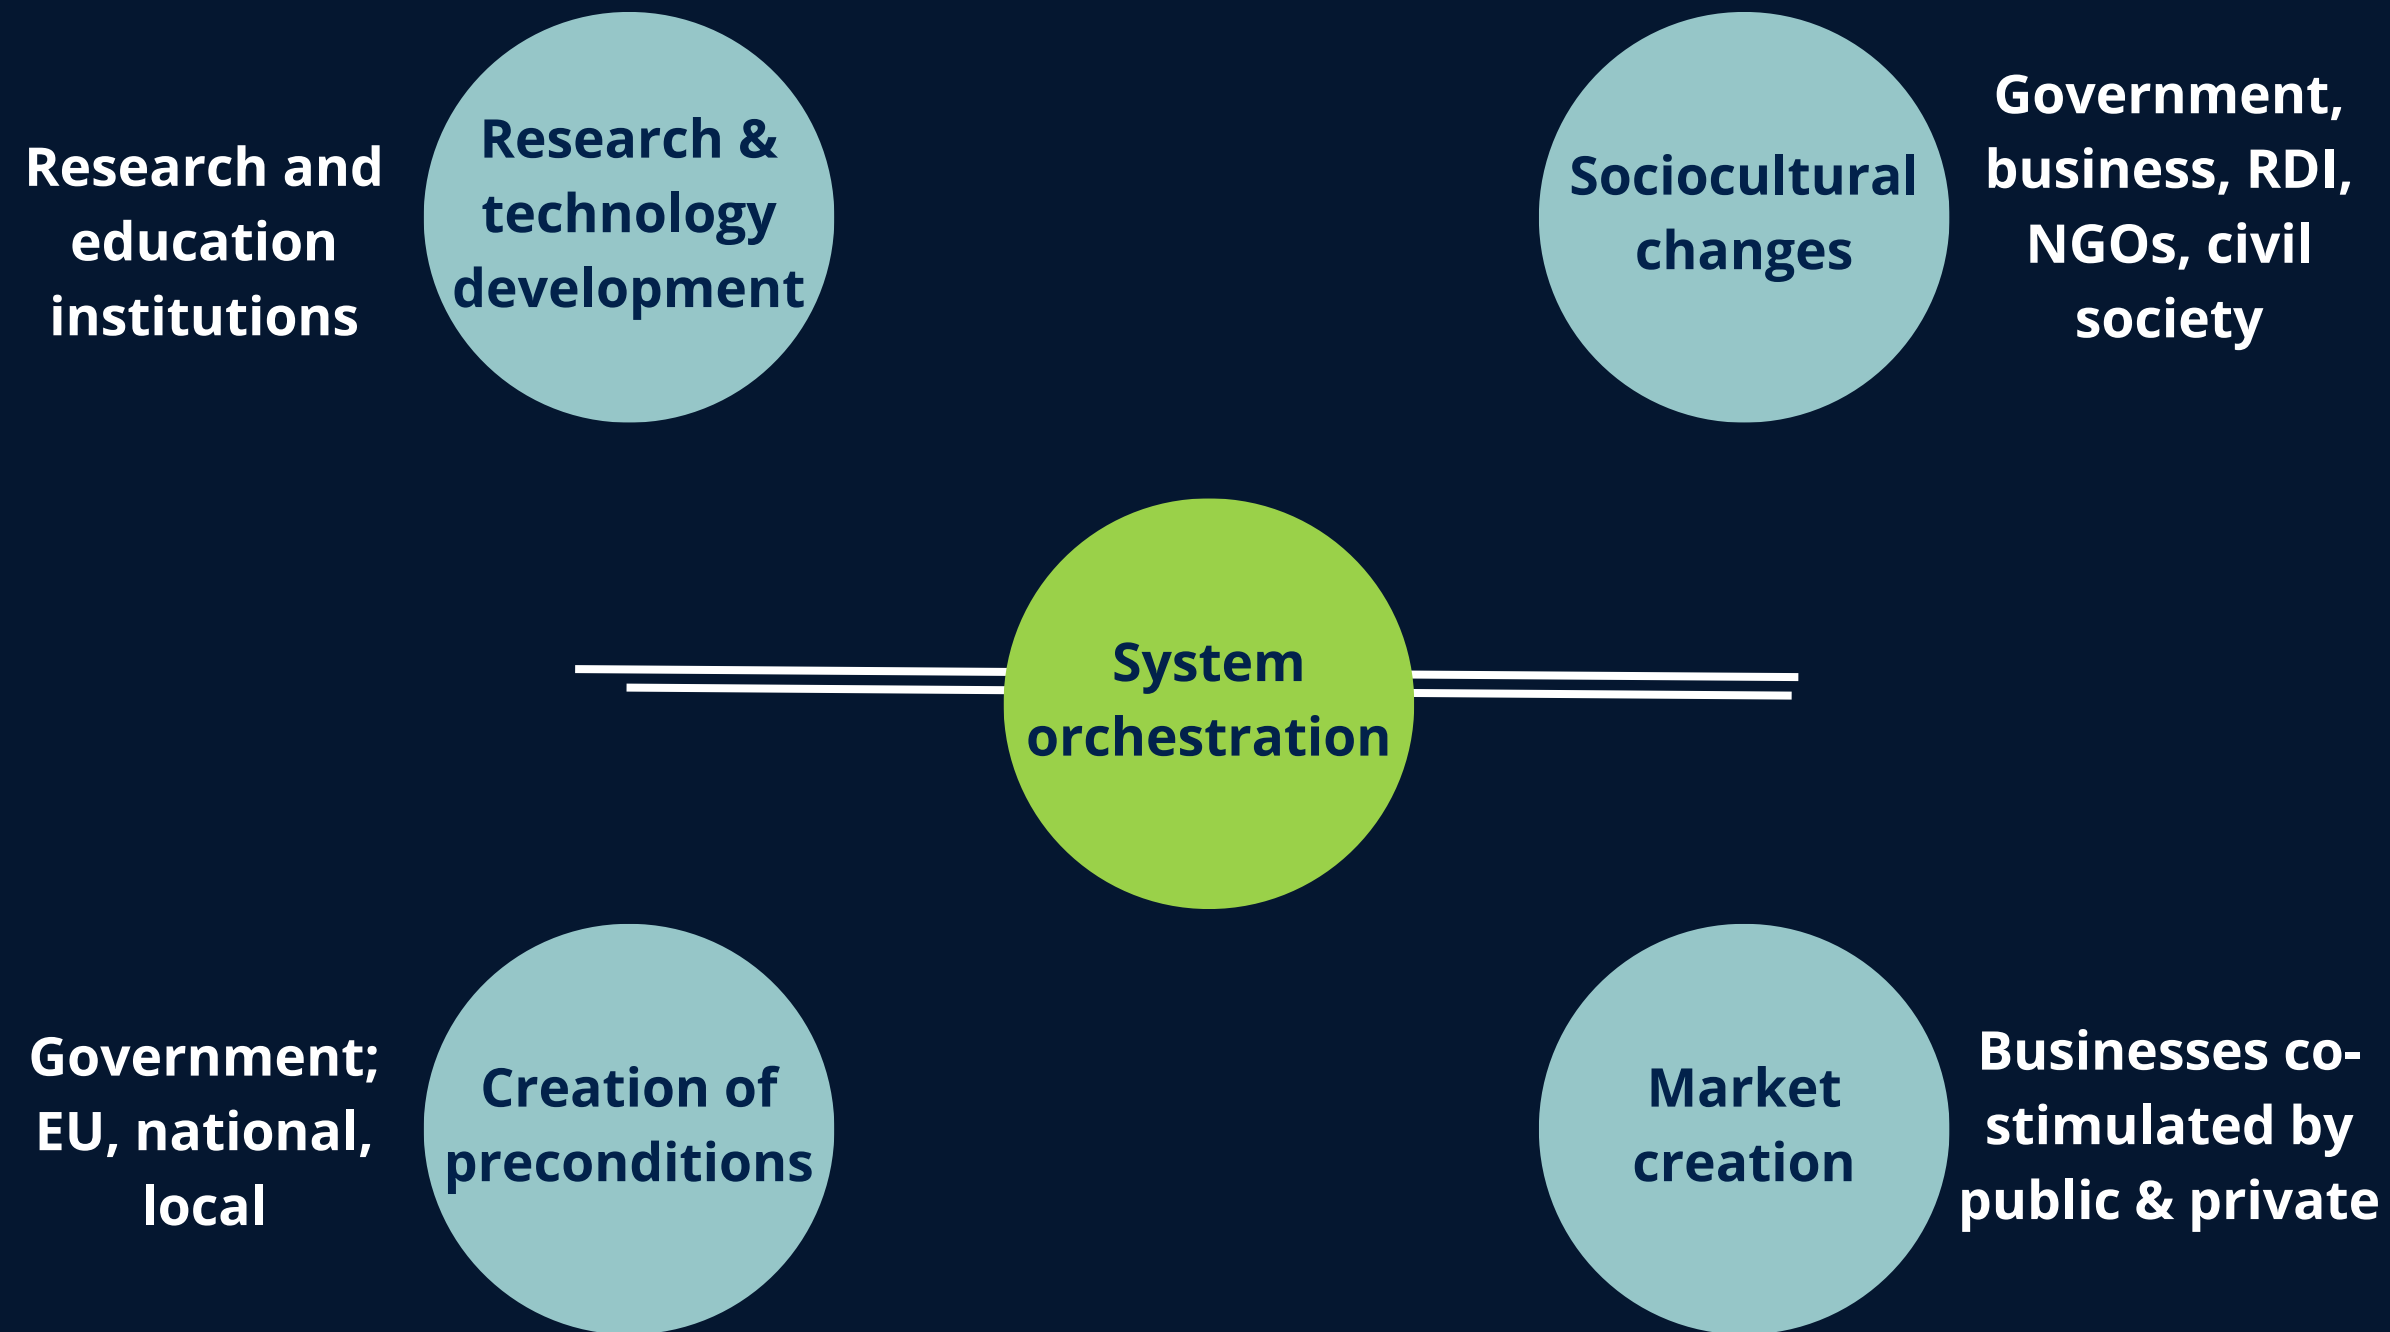 Research and
education
institutions
Research &
technology
development
Sociocultural
changes
Government,
business, RDI,
NGOs, civil
society
System
orchestration
Government;
EU, national,
local
Creation of
preconditions
Market
creation
Businesses co-
stimulated by
public & private